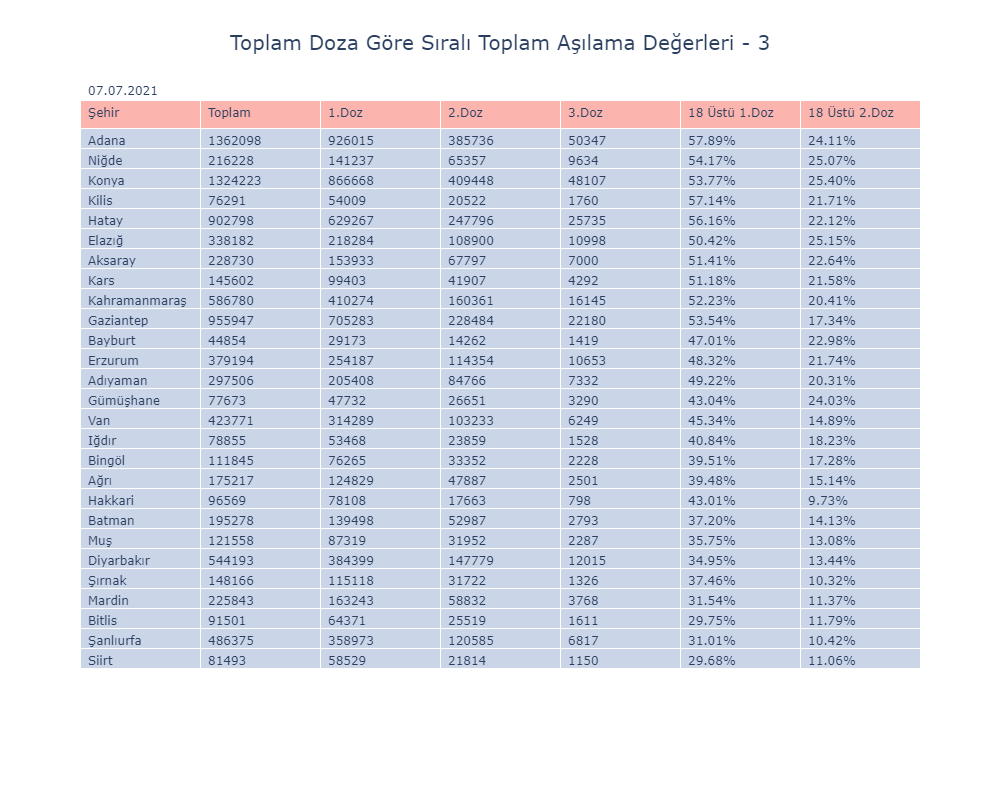 Toplam Doza Göre Sıralı Toplam Aşılama Değerleri - 3
07.07.2021
Şehir Toplam 1.Doz 2.Doz 3.Doz 18 Üstü 1.Doz 18 Üstü 2.Doz
Adana 1362098 926015 385736 50347 57.89% 24.11%
Niğde 216228 141237 65357 9634 54.17% 25.07%
Konya 1324223 866668 409448 48107 53.77% 25.40%
Kilis 76291 54009 20522 1760 57.14% 21.71%
Hatay 902798 629267 247796 25735 56.16% 22.12%
Elazığ 338182 218284 108900 10998 50.42% 25.15%
Aksaray 228730 153933 67797 7000 51.41% 22.64%
Kars 145602 99403 41907 4292 51.18% 21.58%
Kahramanmaraş 586780 410274 160361 16145 52.23% 20.41%
Gaziantep 955947 705283 228484 22180 53.54% 17.34%
Bayburt 44854 29173 14262 1419 47.01% 22.98%
Erzurum 379194 254187 114354 10653 48.32% 21.74%
Adıyaman 297506 205408 84766 7332 49.22% 20.31%
Gümüşhane 77673 47732 26651 3290 43.04% 24.03%
Van 423771 314289 103233 6249 45.34% 14.89%
Iğdır 78855 53468 23859 1528 40.84% 18.23%
Bingöl 111845 76265 33352 2228 39.51% 17.28%
Ağrı 175217 124829 47887 2501 39.48% 15.14%
Hakkari 96569 78108 17663 798 43.01% 9.73%
Batman 195278 139498 52987 2793 37.20% 14.13%
Muş 121558 87319 31952 2287 35.75% 13.08%
Diyarbakır 544193 384399 147779 12015 34.95% 13.44%
Şırnak 148166 115118 31722 1326 37.46% 10.32%
Mardin 225843 163243 58832 3768 31.54% 11.37%
Bitlis 91501 64371 25519 1611 29.75% 11.79%
Şanlıurfa 486375 358973 120585 6817 31.01% 10.42%
Siirt 81493 58529 21814 1150 29.68% 11.06%